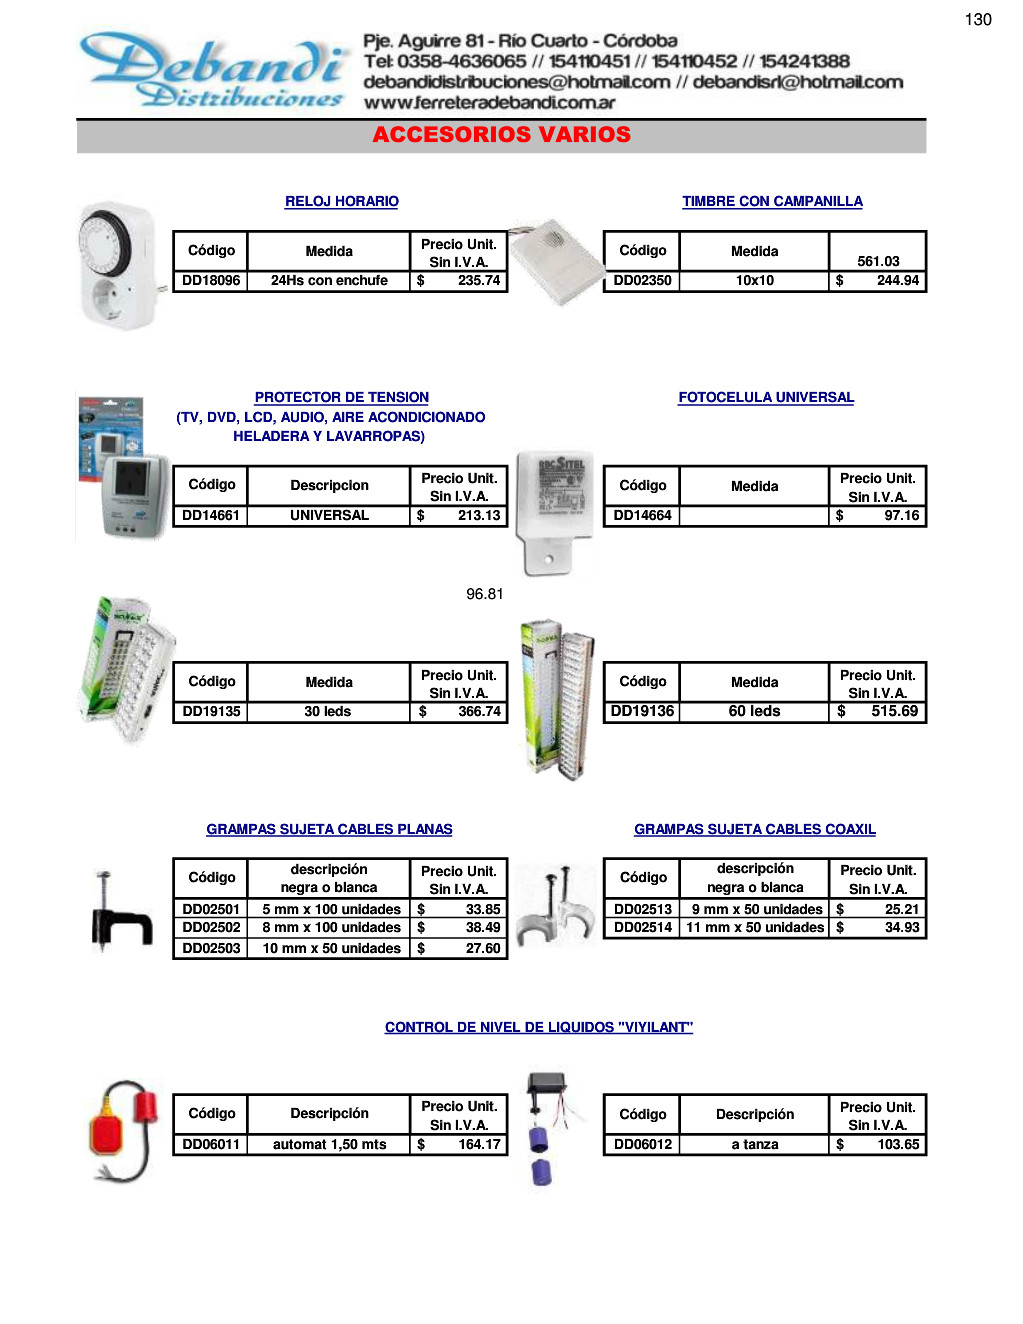 130
Debandi
Distribuciones
Pje. Aguirre 81 - Río Cuarto - Córdoba
Tel: 0358-4636065 // 154110451 // 154110452 // 154241388
debandidistribuciones@hotmail.com // debandisrl@hotmail.com
www.ferreteradebandi.com.ar
ACCESORIOS VARIOS
RELOJ HORARIO
Código Medida Precio Unit. Sin I.V.A.
DD18096 24Hs con enchufe $ 235.74
TIMBRE CON CAMPANILLA
Código Medida 561.03
DD02350 10x10 $ 244.94
PROTECTOR DE TENSION
(TV, DVD, LCD, AUDIO, AIRE ACONDICIONADO
HELADERA Y LAVARROPAS)
Código Descripcion Precio Unit. Sin I.V.A.
DD14661 UNIVERSAL $ 213.13
FOTOCELULA UNIVERSAL
SITEL
Código Medida Precio Unit. Sin I.V.A.
DD14664 $ 97.16
96.81
Código Medida Precio Unit. Sin I.V.A.
DD19135 30 leds $ 366.74
Código Medida Precio Unit. Sin I.V.A.
DD19136 60 leds $ 515.69
GRAMPAS SUJETA CABLES PLANAS
Código descripción negra o blanca Precio Unit. Sin I.V.A.
DD02501 5 mm x 100 unidades $ 33.85
DD02502 8 mm x 100 unidades $ 38.49
DD02503 10 mm x 50 unidades $ 27.60
GRAMPAS SUJETA CABLES COAXIL
Código descripción negra o blanca Precio Unit. Sin I.V.A.
DD02513 9 mm x 50 unidades $ 25.21
DD02514 11 mm x 50 unidades $ 34.93
CONTROL DE NIVEL DE LIQUIDOS "VIYILANT"
Código Descripción Precio Unit. Sin I.V.A.
DD06011 automat 1,50 mts $ 164.17
Código Descripción Precio Unit. Sin I.V.A.
DD06012 a tanza $ 103.65